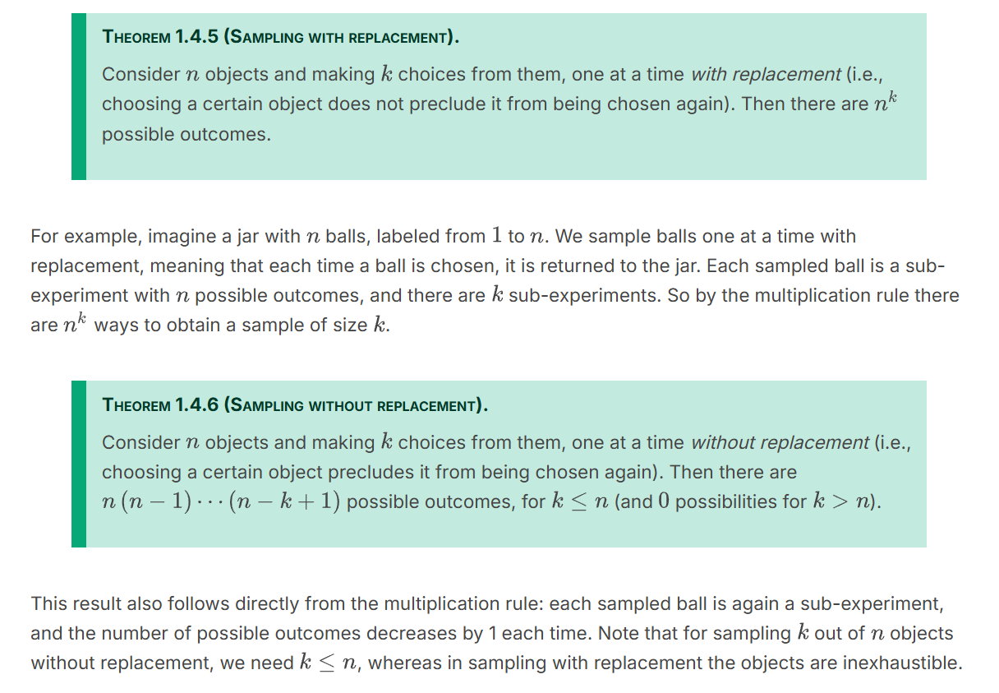 THEOREM 1.4.5 (SAMPLING WITH REPLACEMENT).
Consider n objects and making k choices from them, one at a time with replacement (i.e.,
choosing a certain object does not preclude it from being chosen again). Then there are n^k
possible outcomes.
For example, imagine a jar with n balls, labeled from 1 to n. We sample balls one at a time with
replacement, meaning that each time a ball is chosen, it is returned to the jar. Each sampled ball is a sub-
experiment with n possible outcomes, and there are k sub-experiments. So by the multiplication rule there
are n^k ways to obtain a sample of size k.
THEOREM 1.4.6 (SAMPLING WITHOUT REPLACEMENT).
Consider n objects and making k choices from them, one at a time without replacement (i.e.,
choosing a certain object precludes it from being chosen again). Then there are
n (n − 1) ⋯ (n − k + 1) possible outcomes, for k ≤ n (and 0 possibilities for k > n).
This result also follows directly from the multiplication rule: each sampled ball is again a sub-experiment,
and the number of possible outcomes decreases by 1 each time. Note that for sampling k out of n objects
without replacement, we need k ≤ n, whereas in sampling with replacement the objects are inexhaustible.